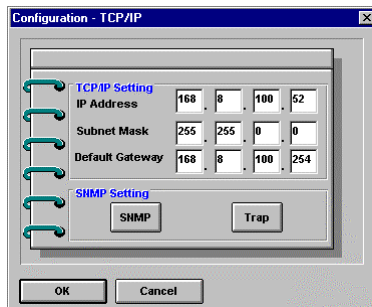 Configuration - TCP/IP
TCP/IP Setting
IP Address 168 . 8 . 100 . 52
Subnet Mask 255 . 255 . 0 . 0
Default Gateway 168 . 8 . 100 . 254
SNMP Setting
SNMP Trap
OK Cancel